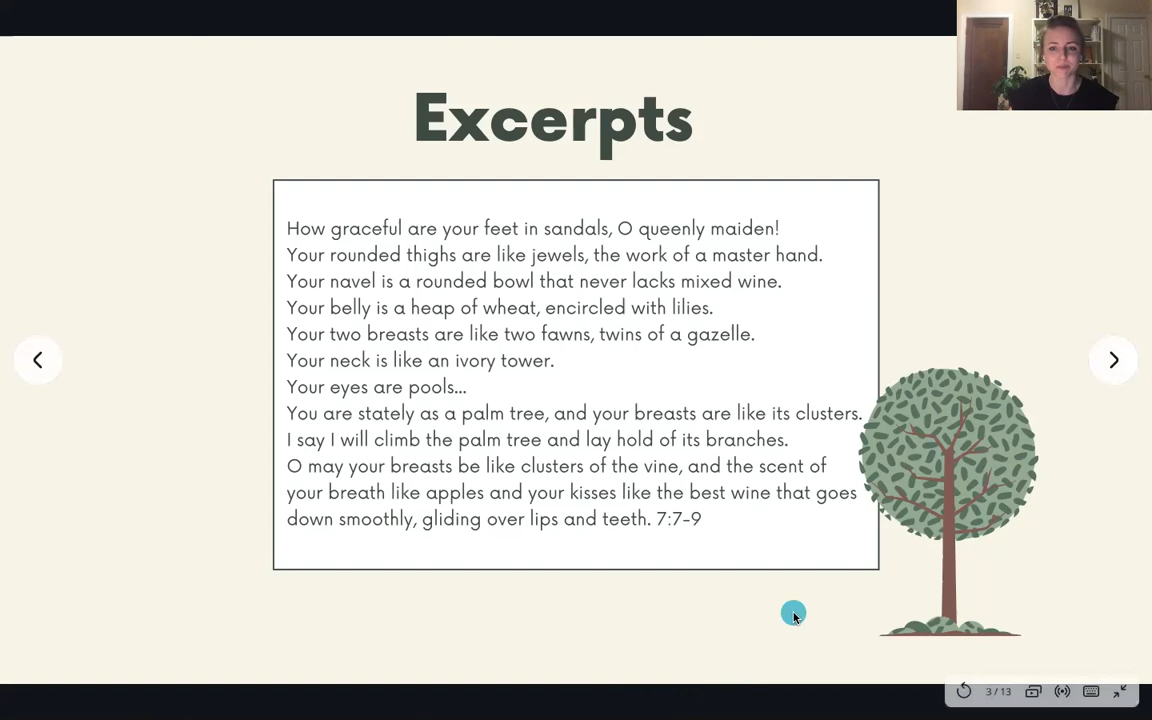 Excerpts
How graceful are your feet in sandals, O queenly maiden!
Your rounded thighs are like jewels, the work of a master hand.
Your navel is a rounded bowl that never lacks mixed wine.
Your belly is a heap of wheat, encircled with lilies.
Your two breasts are like two fawns, twins of a gazelle.
Your neck is like an ivory tower.
Your eyes are pools...
You are stately as a palm tree, and your breasts are like its clusters.
I say I will climb the palm tree and lay hold of its branches.
O may your breasts be like clusters of the vine, and the scent of
your breath like apples and your kisses like the best wine that goes
down smoothly, gliding over lips and teeth. 7:7-9
3 / 13